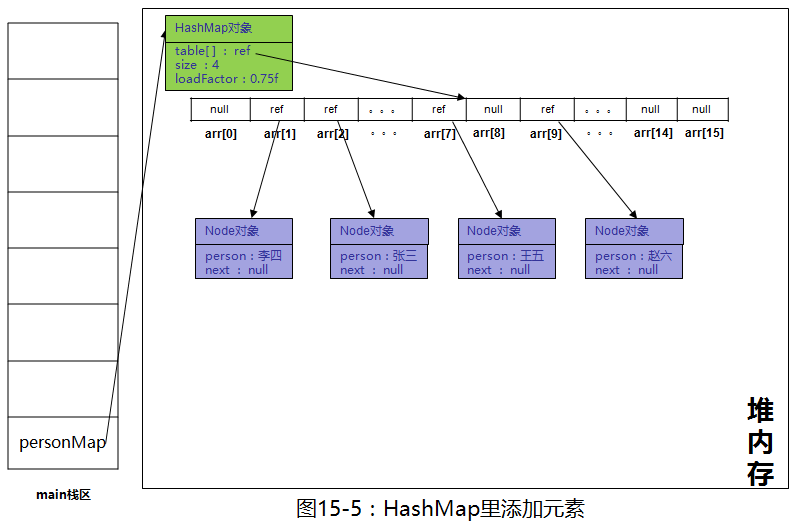 HashMap对象
table[ ] : ref
size : 4
loadFactor : 0.75f
null ref ref 。。。 ref null ref 。。。 null null
arr[0] arr[1] arr[2] 。。。 arr[7] arr[8] arr[9] 。。。 arr[14] arr[15]
Node对象 Node对象 Node对象 Node对象
person : 李四 person : 张三 person : 王五 person : 赵六
next : null next : null next : null next : null
personMap
main栈区
堆
内
存
图15-5：HashMap里添加元素